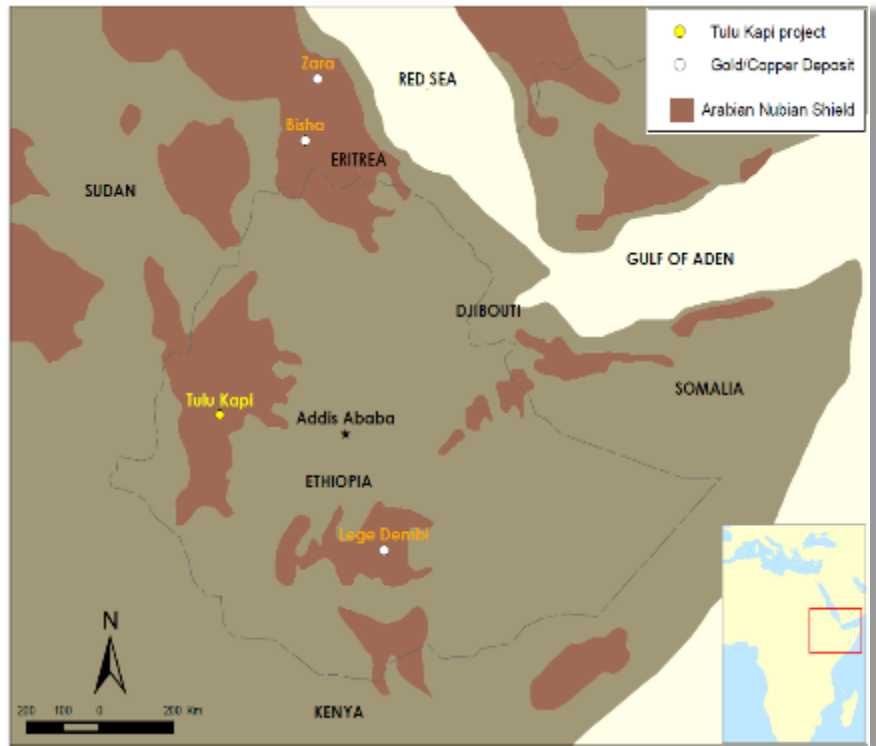 Tulu Kapi project
Gold/Copper Deposit
Arabian Nubian Shield
Zara
RED SEA
Bisha
ERITREA
SUDAN
GULF OF ADEN
DJIBOUTI
SOMALIA
Tulu Kapi
Addis Ababa
ETHIOPIA
Lege Dembi
N
200 100 0 200 Km
KENYA